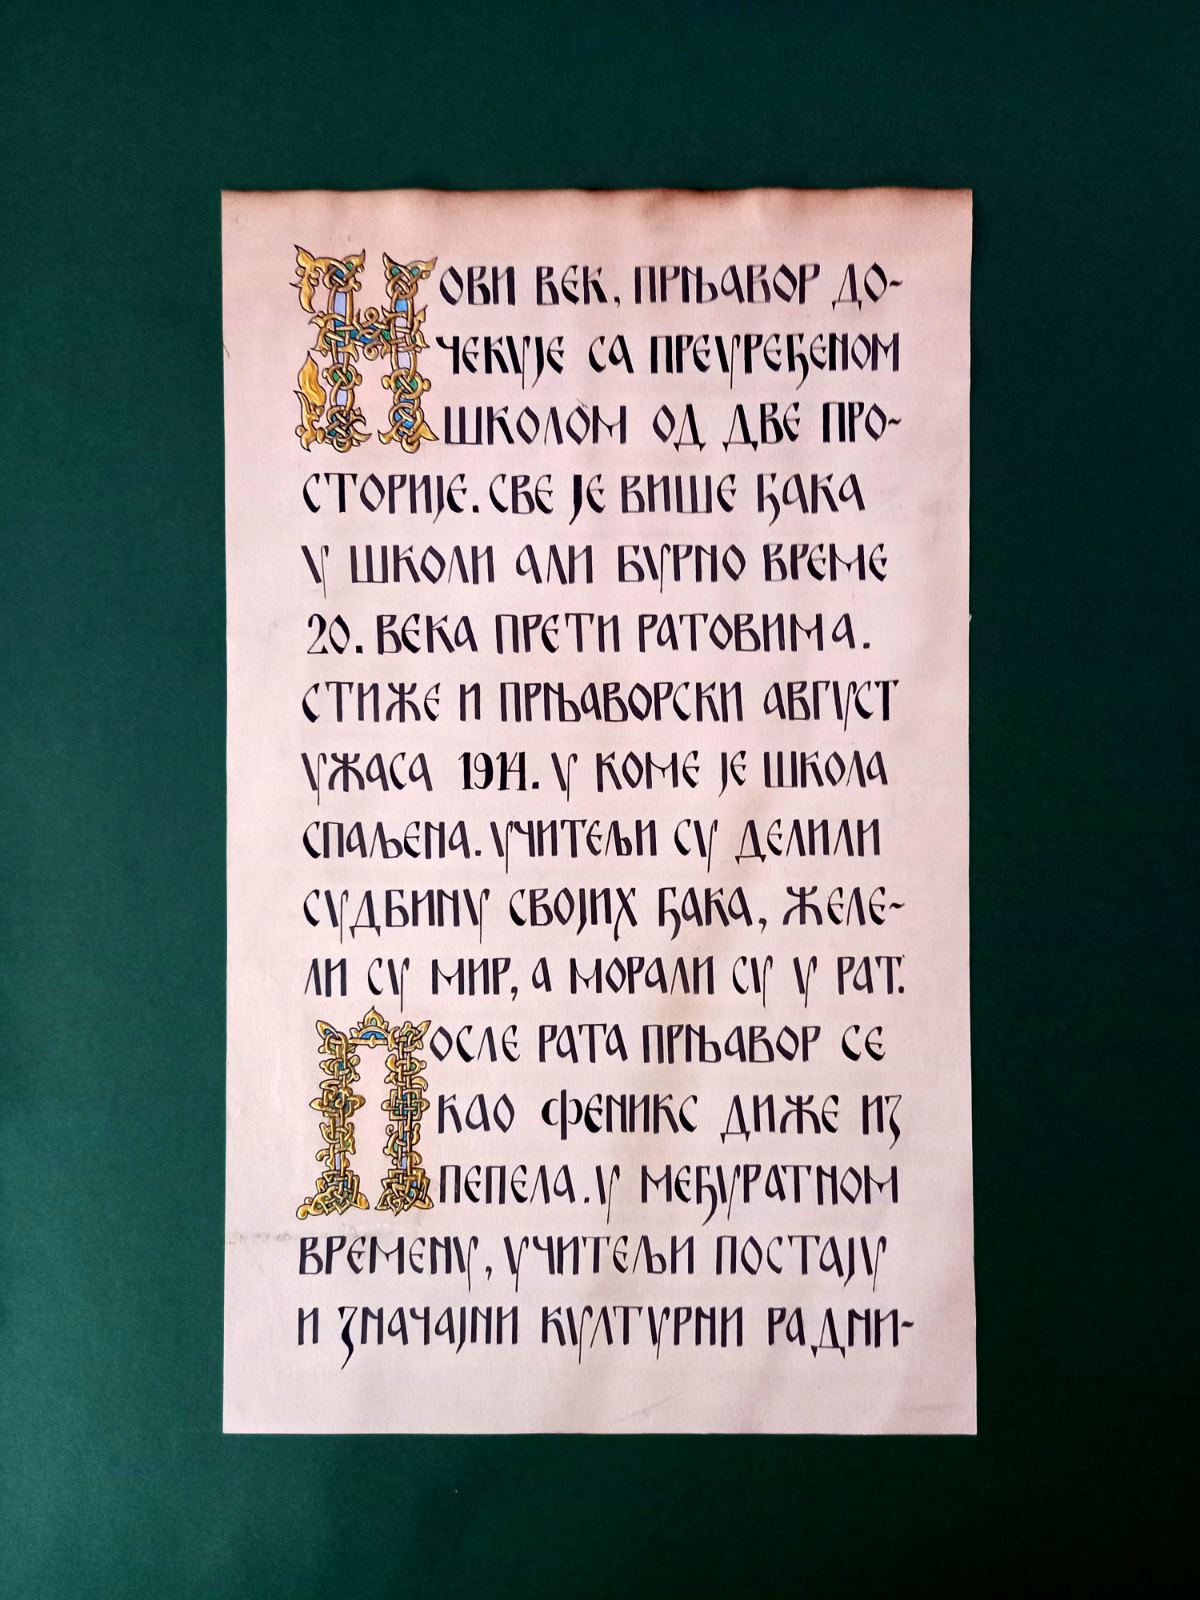 НОВИ ВЕК, ПРЊАВОР ДО-
ЧЕКУЈЕ СА ПРЕУРЕЂЕНОМ
ШКОЛОМ ОД ДВЕ ПРО-
СТОРИЈЕ. СВЕ ЈЕ ВИШЕ ЂАКА
У ШКОЛИ АЛИ БУРНО ВРЕМЕ
20. ВЕКА ПРЕТИ РАТОВИМА.
СТИЖЕ И ПРЊАВОРСКИ АВГУСТ
УЖАСА 1914. У КОМЕ ЈЕ ШКОЛА
СПАЉЕНА. УЧИТЕЉИ СУ ДЕЛИЛИ
СУДБИНУ СВОЈИХ ЂАКА, ЖЕЛЕ-
ЛИ СУ МИР, А МОРАЛИ СУ У РАТ.
ПОСЛЕ РАТА ПРЊАВОР СЕ
КАО ФЕНИКС ДИЖЕ ИЗ
ПЕПЕЛА. У МЕЂУРАТНОМ
ВРЕМЕНУ, УЧИТЕЉИ ПОСТАЈУ
И ЗНАЧАЈНИ КУЛТУРНИ РАДНИ-